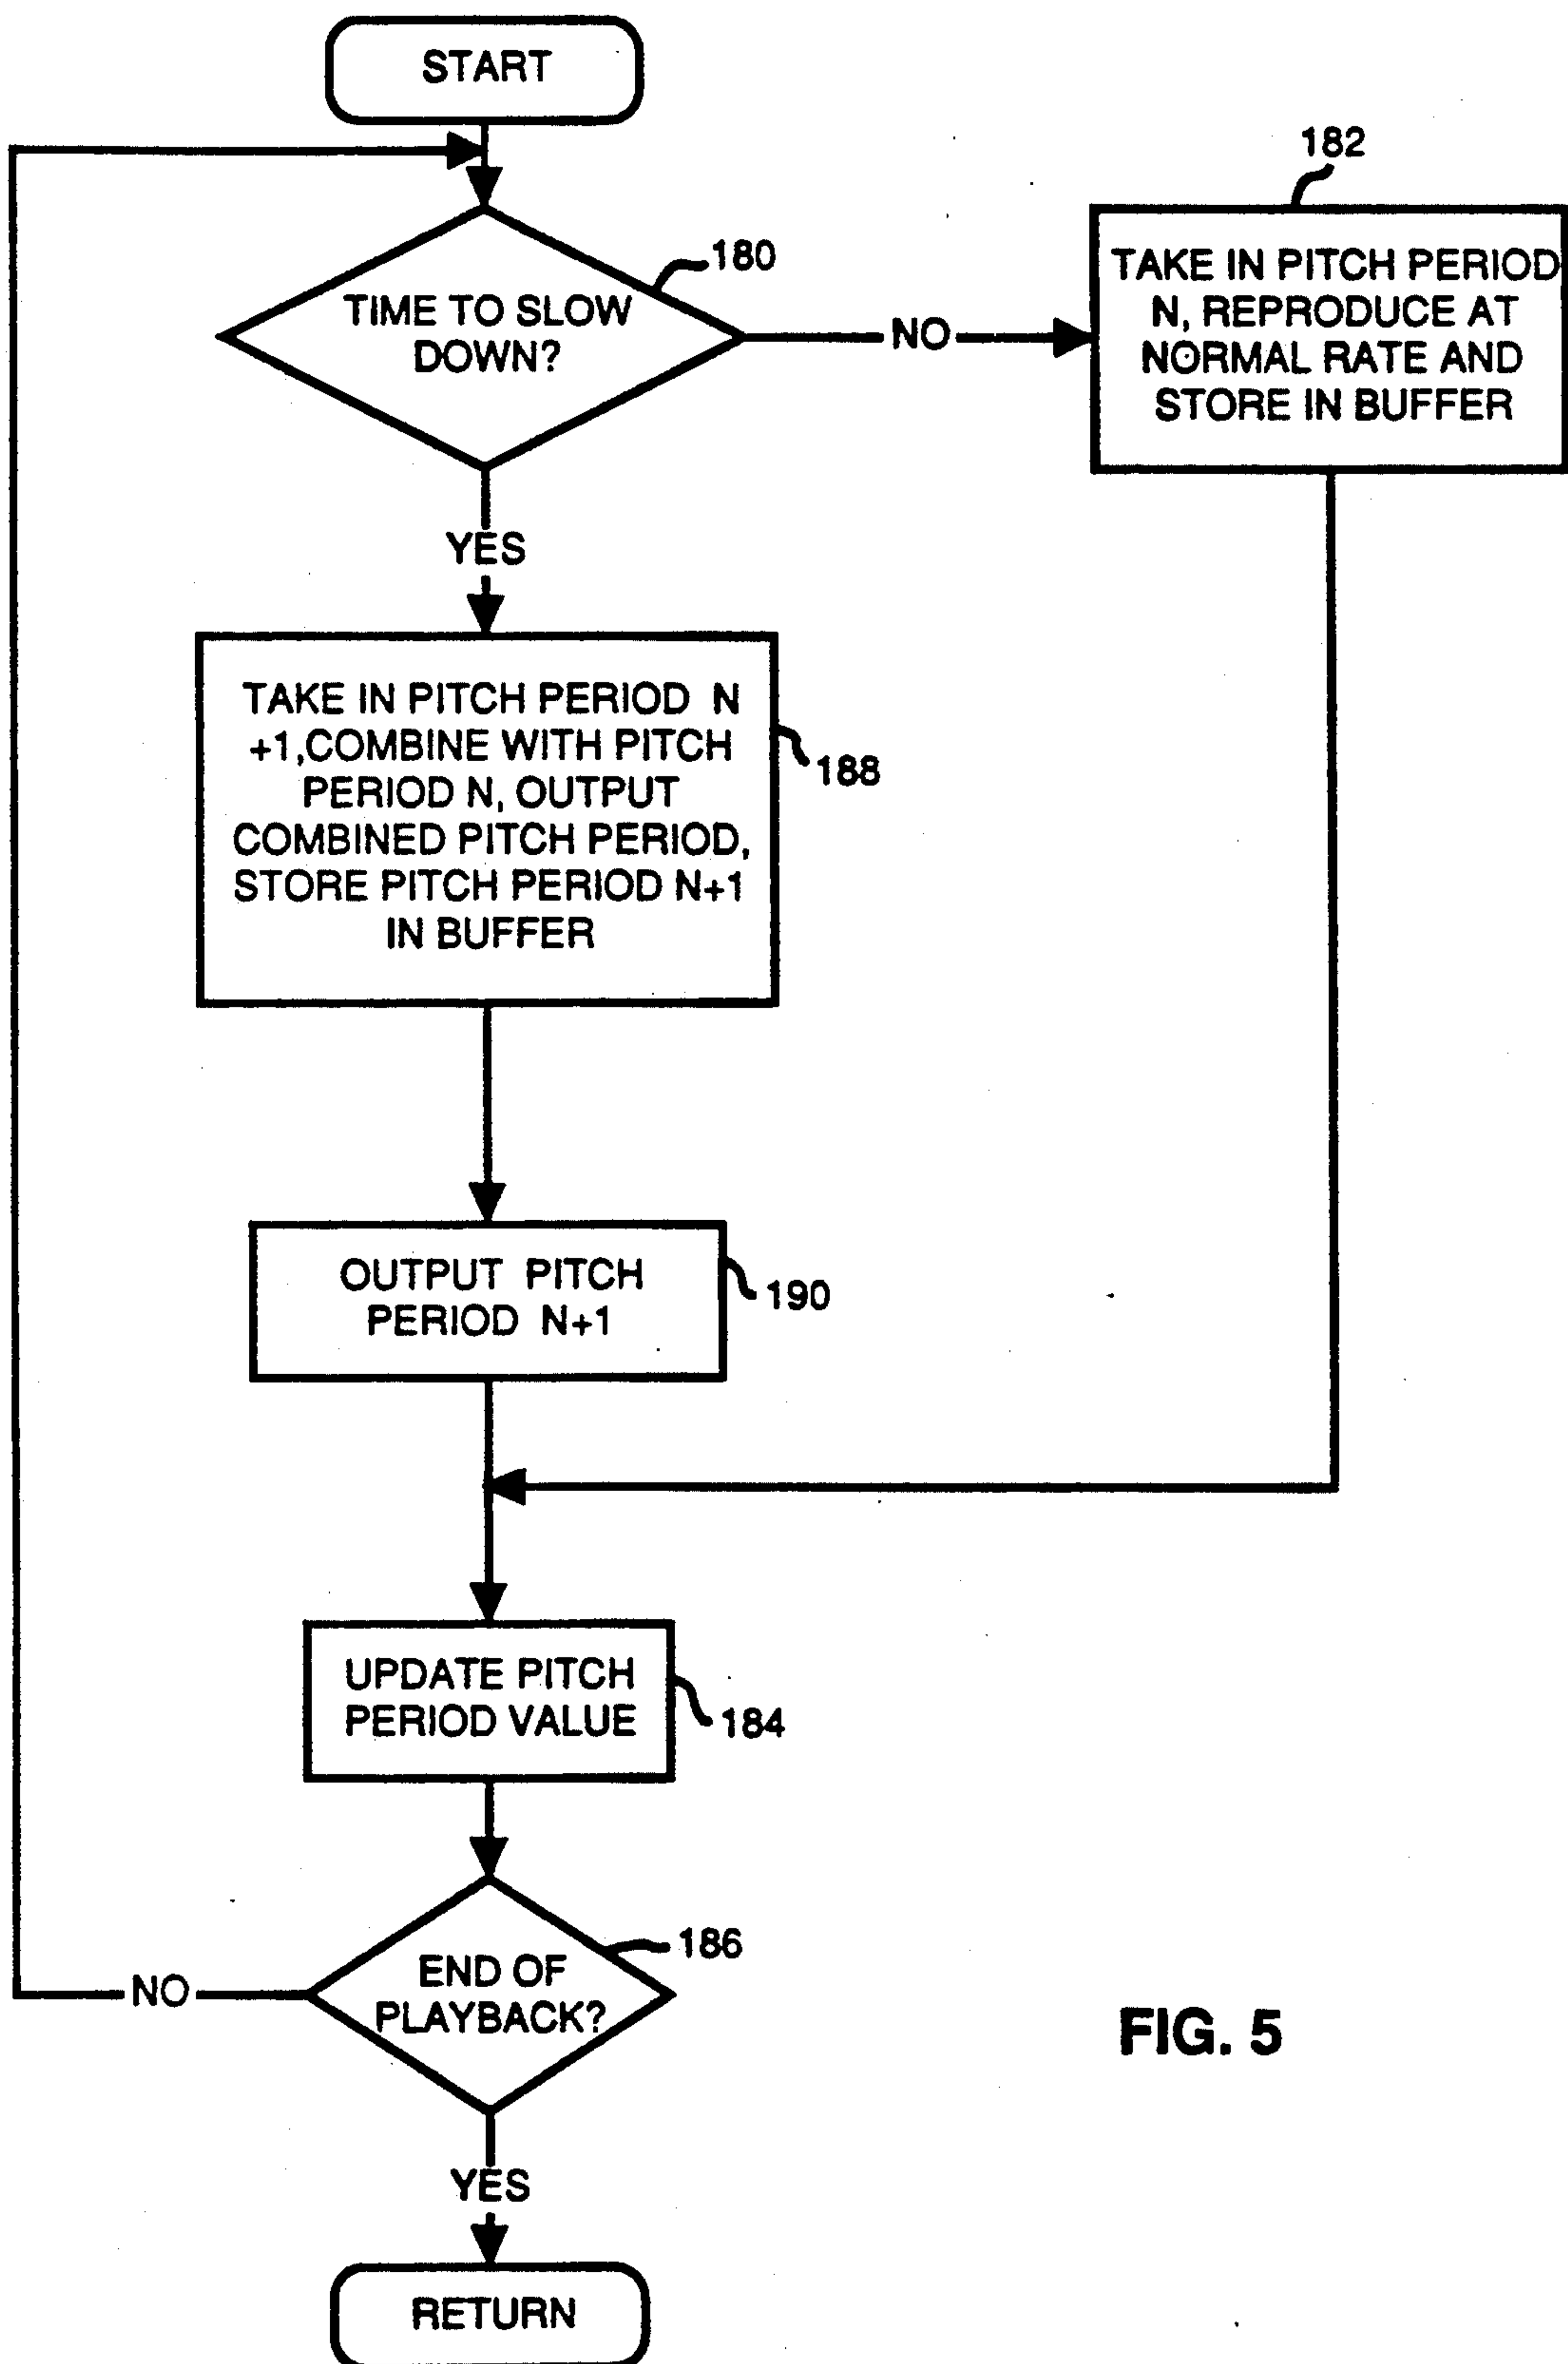 START
182
180
TIME TO SLOW
DOWN?
NO
TAKE IN PITCH PERIOD
N, REPRODUCE AT
NORMAL RATE AND
STORE IN BUFFER
YES
TAKE IN PITCH PERIOD N
+1,COMBINE WITH PITCH
PERIOD N, OUTPUT
COMBINED PITCH PERIOD,
STORE PITCH PERIOD N+1
IN BUFFER
188
OUTPUT PITCH
PERIOD N+1
190
UPDATE PITCH
PERIOD VALUE
184
186
END OF
PLAYBACK?
NO
FIG. 5
YES
RETURN